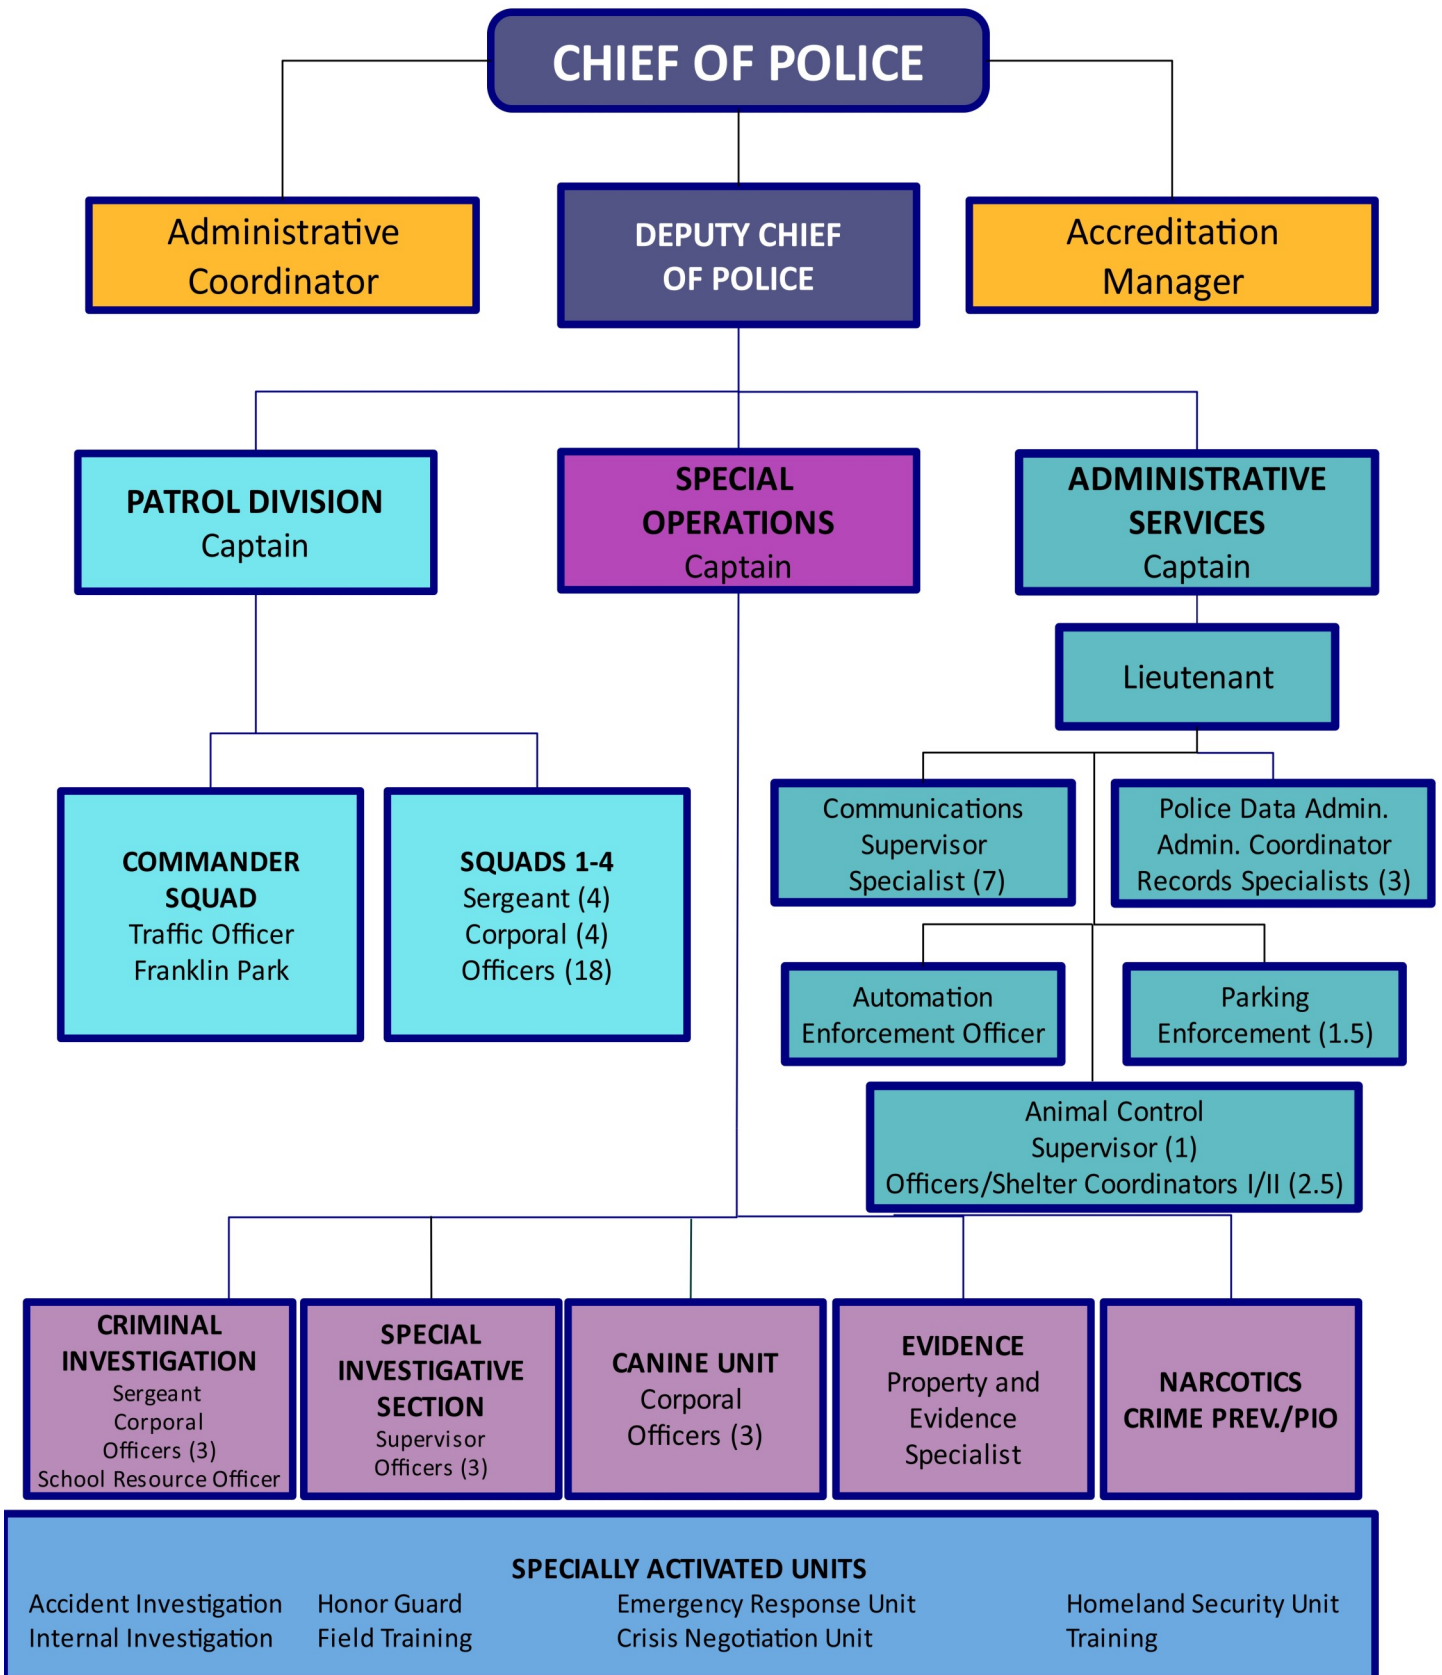 CHIEF OF POLICE
Administrative
Coordinator
DEPUTY CHIEF
OF POLICE
Accreditation
Manager
PATROL DIVISION
Captain
SPECIAL
OPERATIONS
Captain
ADMINISTRATIVE
SERVICES
Captain
Lieutenant
COMMANDER
SQUAD
Traffic Officer
Franklin Park
SQUADS 1-4
Sergeant (4)
Corporal (4)
Officers (18)
Communications
Supervisor
Specialist (7)
Police Data Admin.
Admin. Coordinator
Records Specialists (3)
Automation
Enforcement Officer
Parking
Enforcement (1.5)
Animal Control
Supervisor (1)
Officers/Shelter Coordinators I/II (2.5)
CRIMINAL
INVESTIGATION
Sergeant
Corporal
Officers (3)
School Resource Officer
SPECIAL
INVESTIGATIVE
SECTION
Supervisor
Officers (3)
CANINE UNIT
Corporal
Officers (3)
EVIDENCE
Property and
Evidence
Specialist
NARCOTICS
CRIME PREV./PIO
SPECIALLY ACTIVATED UNITS
Accident Investigation Honor Guard Emergency Response Unit Homeland Security Unit
Internal Investigation Field Training Crisis Negotiation Unit Training